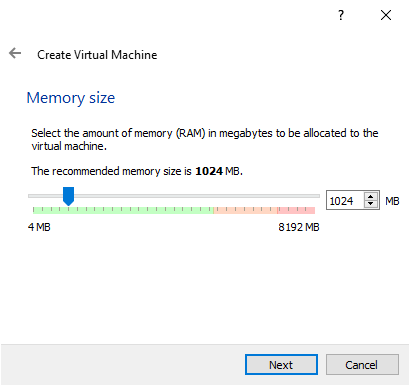 ?
Create Virtual Machine
Memory size
Select the amount of memory (RAM) in megabytes to be allocated to the
virtual machine.
The recommended memory size is 1024 MB.
1024 MB
4 MB 8192 MB
Next Cancel